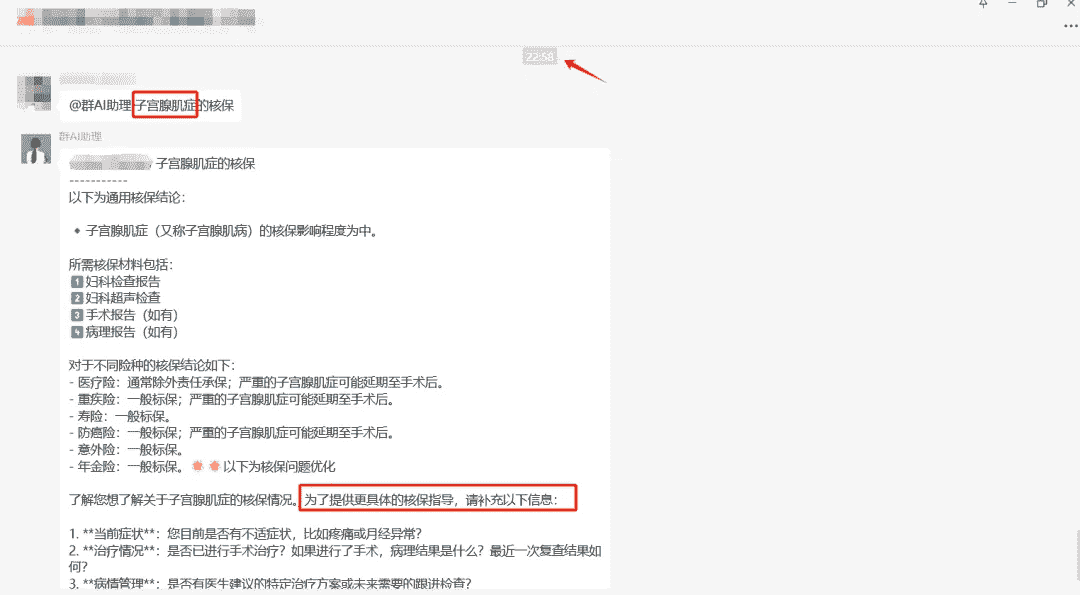 22:58
@群AI助理 子宫腺肌症的核保
群AI助理
子宫腺肌症的核保
-----------
以下为通用核保结论：
🔸子宫腺肌症（又称子宫腺肌病）的核保影响程度为中。
所需核保材料包括：
1️⃣妇科检查报告
2️⃣妇科超声检查
3️⃣手术报告（如有）
4️⃣病理报告（如有）
对于不同险种的核保结论如下：
- 医疗险：通常除外责任承保；严重的子宫腺肌症可能延期至手术后。
- 重疾险：一般标保；严重的子宫腺肌症可能延期至手术后。
- 寿险：一般标保。
- 防癌险：一般标保；严重的子宫腺肌症可能延期至手术后。
- 意外险：一般标保。
- 年金险：一般标保。 以下为核保问题优化
了解您想了解关于子宫腺肌症的核保情况。为了提供更具体的核保指导，请补充以下信息：
1. **当前症状**：您目前是否有不适症状，比如疼痛或月经异常？
2. **治疗情况**：是否已进行手术治疗？如果进行了手术，病理结果是什么？最近一次复查结果如
何？
3. **病情管理**：是否有医生建议的特定治疗方案或未来需要的跟进检查？